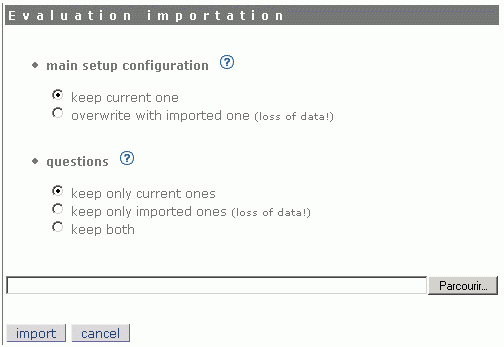 Evaluation importation
main setup configuration ?
keep current one
overwrite with imported one (loss of data!)
questions ?
keep only current ones
keep only imported ones (loss of data!)
keep both
Parcourir...
import cancel